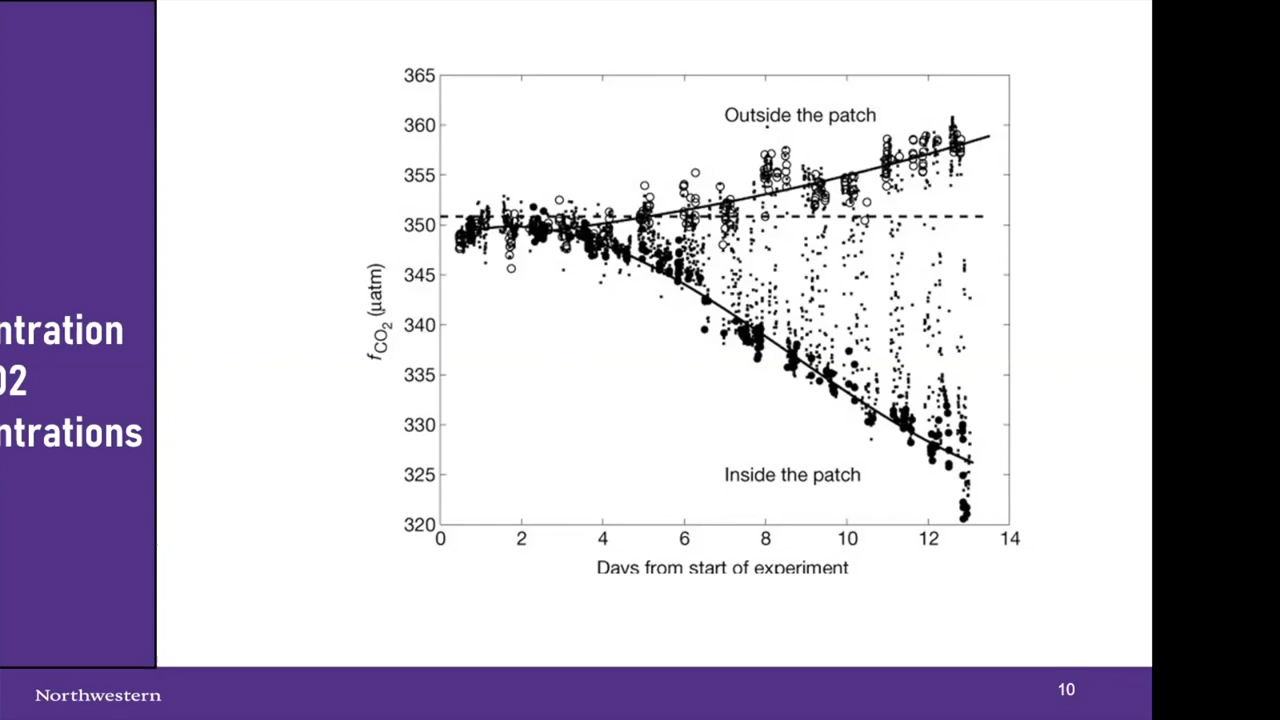 ntration
O2
ntrations
365
360
355
350
345
340
335
330
325
320
fCO2 (µatm)
Outside the patch
Inside the patch
0 2 4 6 8 10 12 14
Days from start of experiment
Northwestern
10